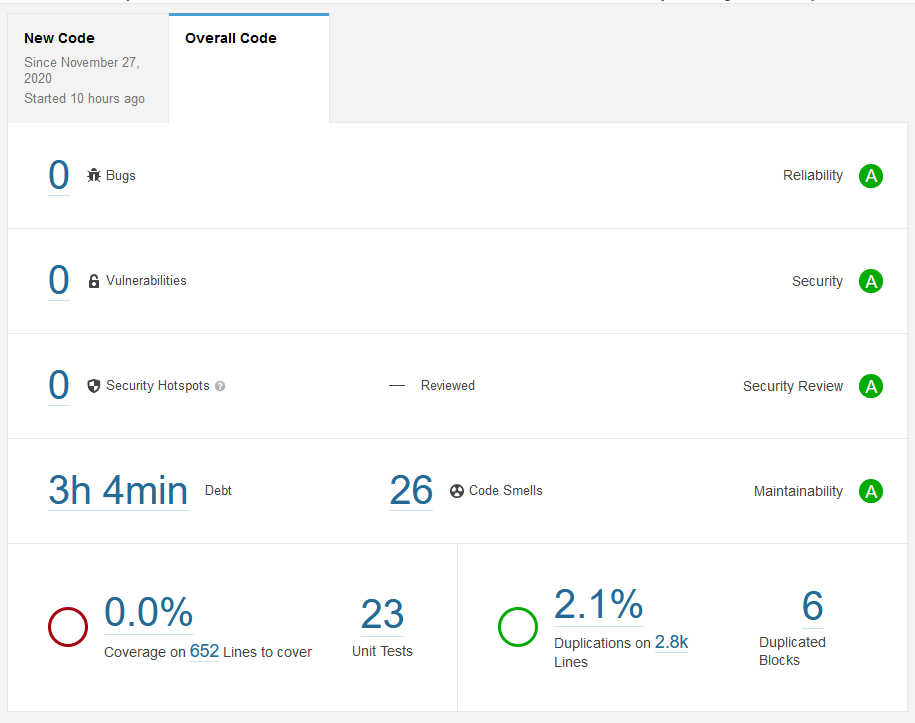 New Code
Overall Code
Since November 27,
2020
Started 10 hours ago
0 Bugs
Reliability A
0 Vulnerabilities
Security A
0 Security Hotspots ?
— Reviewed
Security Review A
3h 4min Debt
26 Code Smells
Maintainability A
0.0%
Coverage on 652 Lines to cover
23
Unit Tests
2.1%
Duplications on 2.8k
Lines
6
Duplicated
Blocks